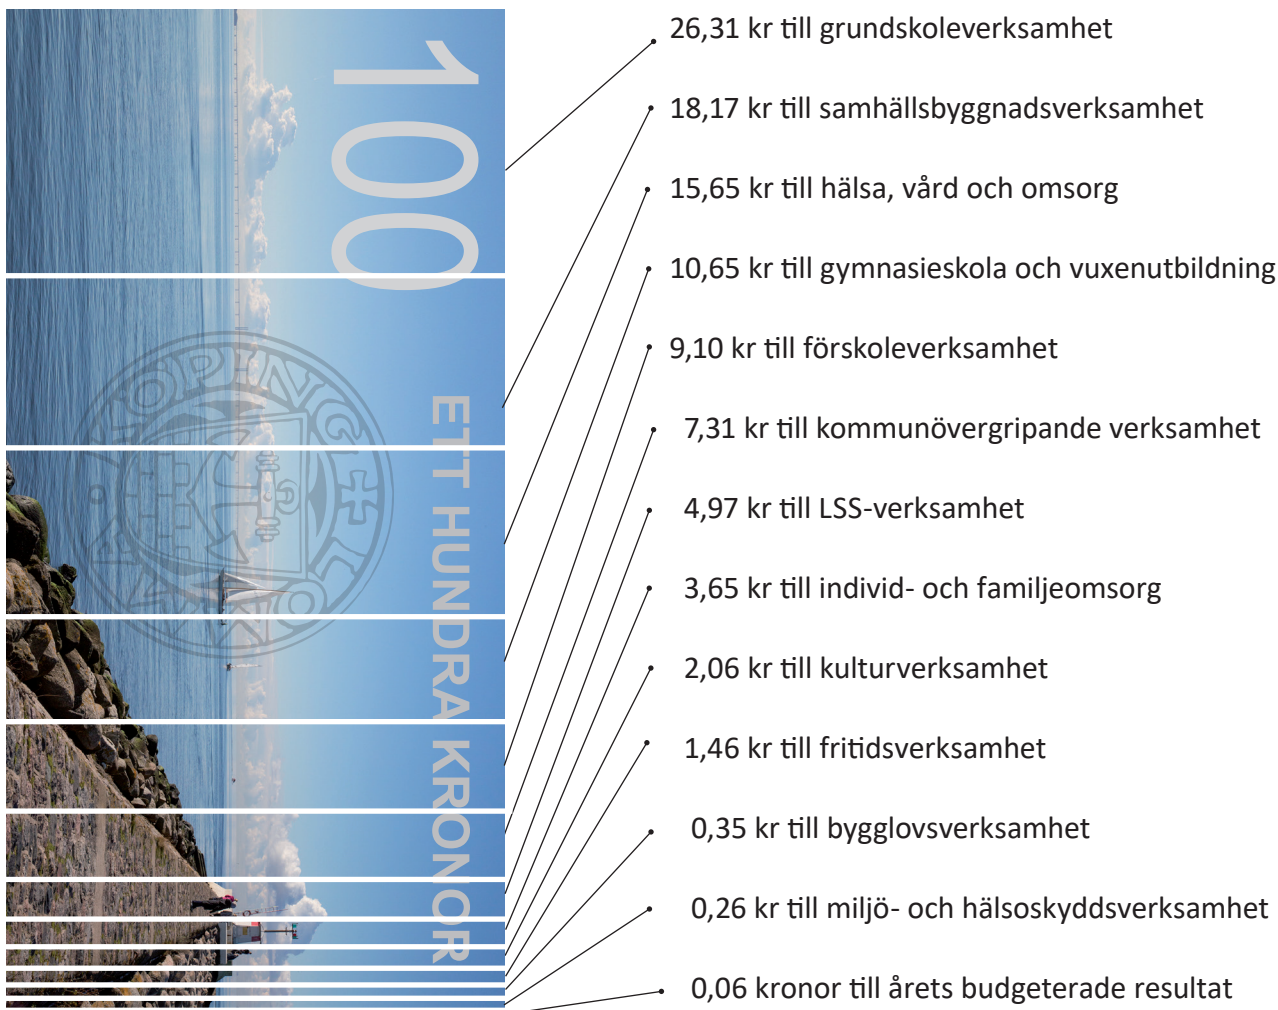 100
ETT HUNDRA KRONOR
26,31 kr till grundskoleverksamhet
18,17 kr till samhällsbyggnadsverksamhet
15,65 kr till hälsa, vård och omsorg
10,65 kr till gymnasieskola och vuxenutbildning
9,10 kr till förskoleverksamhet
7,31 kr till kommunövergripande verksamhet
4,97 kr till LSS-verksamhet
3,65 kr till individ- och familjeomsorg
2,06 kr till kulturverksamhet
1,46 kr till fritidsverksamhet
0,35 kr till bygglovsverksamhet
0,26 kr till miljö- och hälsoskyddsverksamhet
0,06 kronor till årets budgeterade resultat